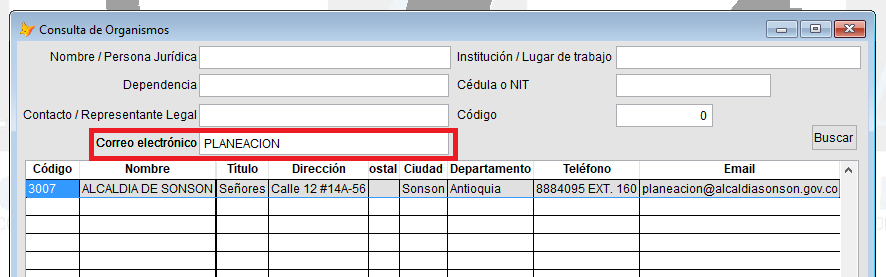 Consulta de Organismos
Nombre / Persona Jurídica Institución / Lugar de trabajo
Dependencia Cédula o NIT
Contacto / Representante Legal Código 0
Correo electrónico PLANEACION Buscar
Código Nombre Título Dirección ostal Ciudad Departamento Teléfono Email
3007 ALCALDIA DE SONSON Señores Calle 12 #14A-56 Sonson Antioquia 8884095 EXT. 160 planeacion@alcaldiasonson.gov.co